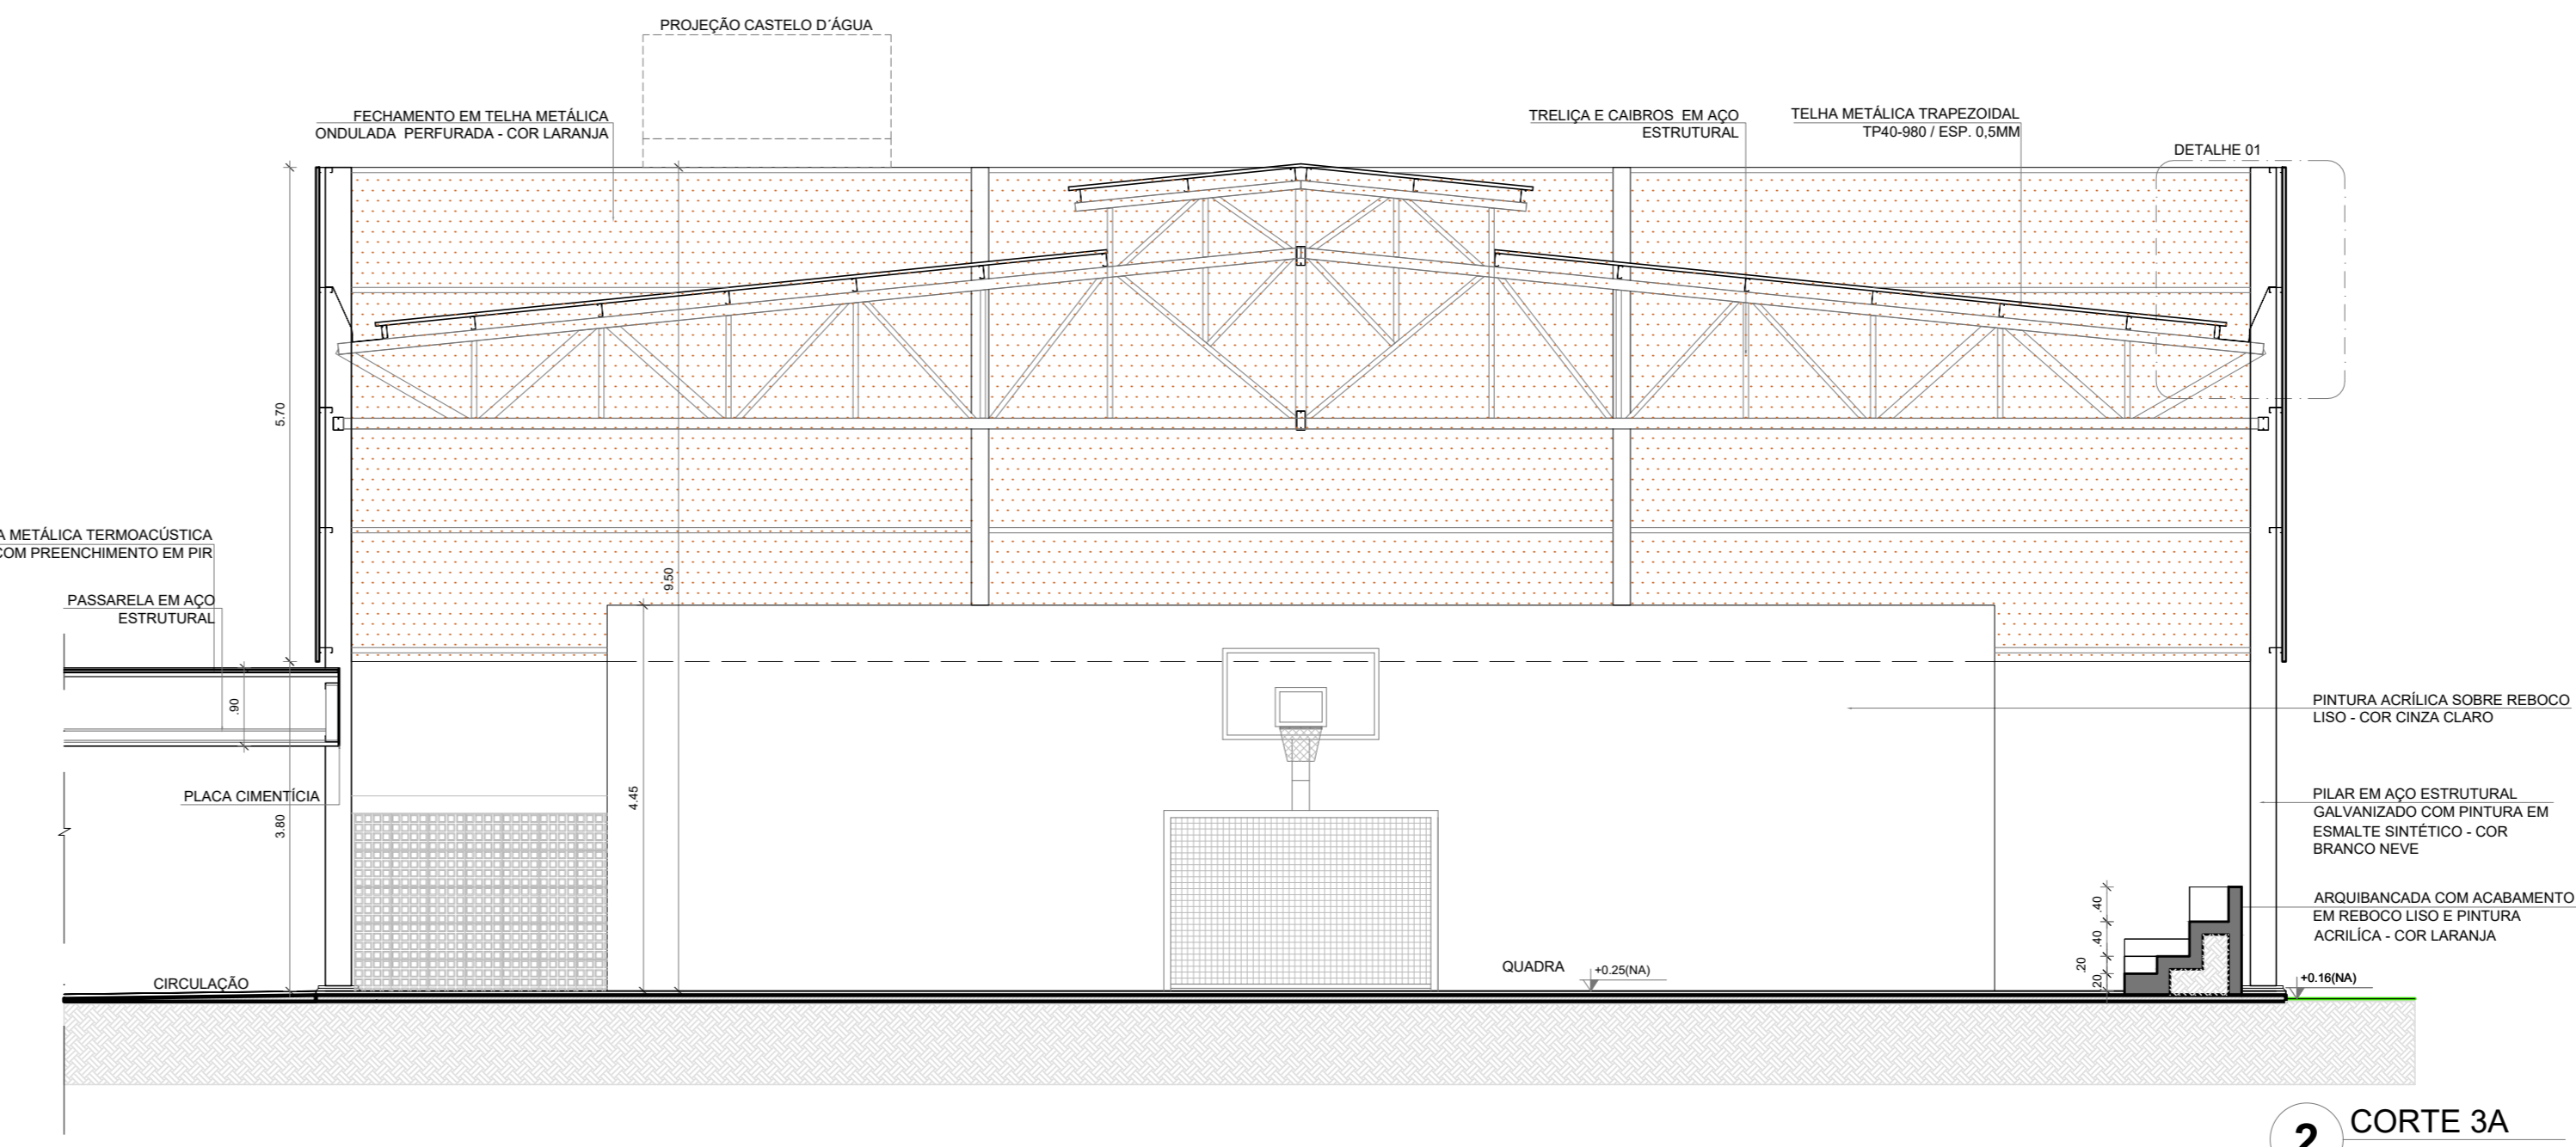 PROJEÇÃO CASTELO D´ÁGUA
FECHAMENTO EM TELHA METÁLICA
ONDULADA PERFURADA - COR LARANJA
TRELIÇA E CAIBROS EM AÇO
ESTRUTURAL
TELHA METÁLICA TRAPEZOIDAL
TP40-980 / ESP. 0,5MM
DETALHE 01
5.70
A METÁLICA TERMOACÚSTICA
COM PREENCHIMENTO EM PIR
9.50
PASSARELA EM AÇO
ESTRUTURAL
.90
PLACA CIMENTÍCIA
3.80
4.45
PINTURA ACRÍLICA SOBRE REBOCO
LISO - COR CINZA CLARO
PILAR EM AÇO ESTRUTURAL
GALVANIZADO COM PINTURA EM
ESMALTE SINTÉTICO - COR
BRANCO NEVE
ARQUIBANCADA COM ACABAMENTO
EM REBOCO LISO E PINTURA
ACRILÍCA - COR LARANJA
.40
.40
.20
.20
CIRCULAÇÃO
QUADRA
+0.25(NA)
+0.16(NA)
2
CORTE 3A